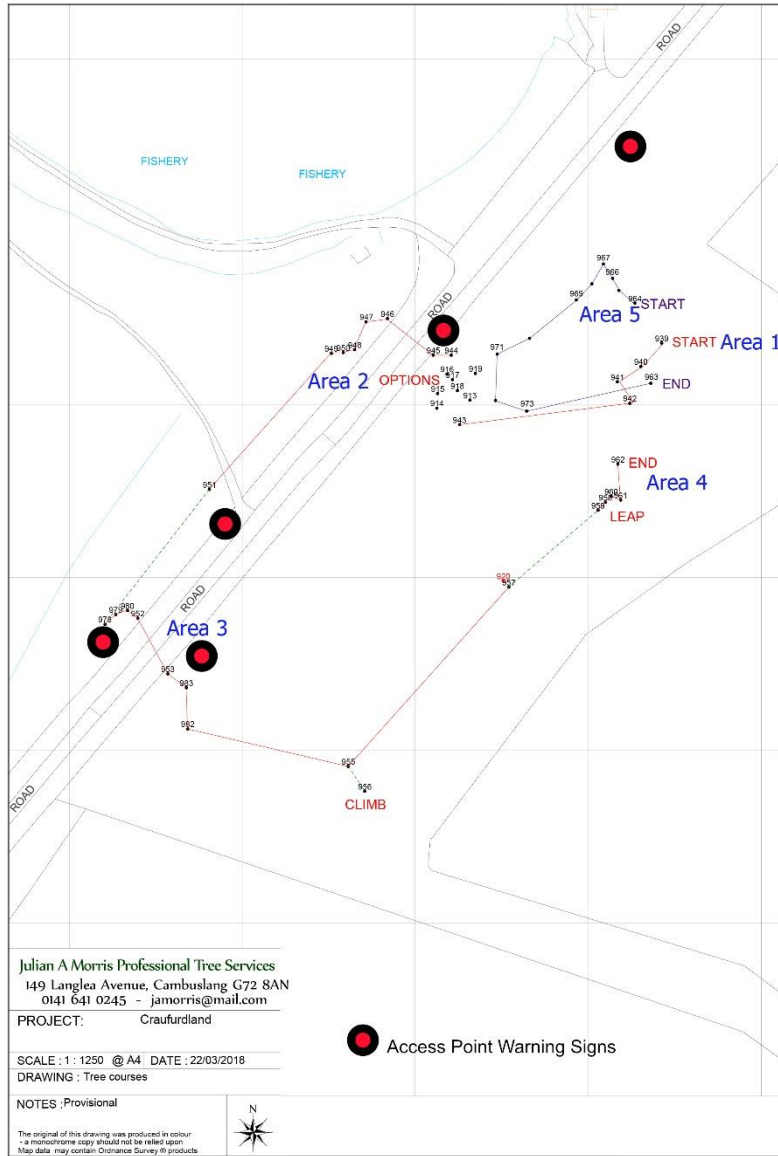 ROAD
FISHERY
FISHERY
967
966
964
START
969
Area 5
ROAD
947
946
939
START
Area 1
949
950
948
945
944
971
940
Area 2
OPTIONS
916
917
919
941
963
END
915
918
913
942
914
973
943
962
END
Area 4
951
961
LEAP
920
957
ROAD
978
979
980
952
Area 3
953
983
982
955
956
CLIMB
ROAD
Julian A Morris Professional Tree Services
149 Langlea Avenue, Cambuslang G72 8AN
0141 641 0245 - jamorris@mail.com
PROJECT: Craufurdland
SCALE : 1 : 1250 @ A4 DATE : 22/03/2018
DRAWING : Tree courses
NOTES : Provisional
N
The original of this drawing was produced in colour
- a monochrome copy should not be relied upon
Map data may contain Ordnance Survey ® products
Access Point Warning Signs